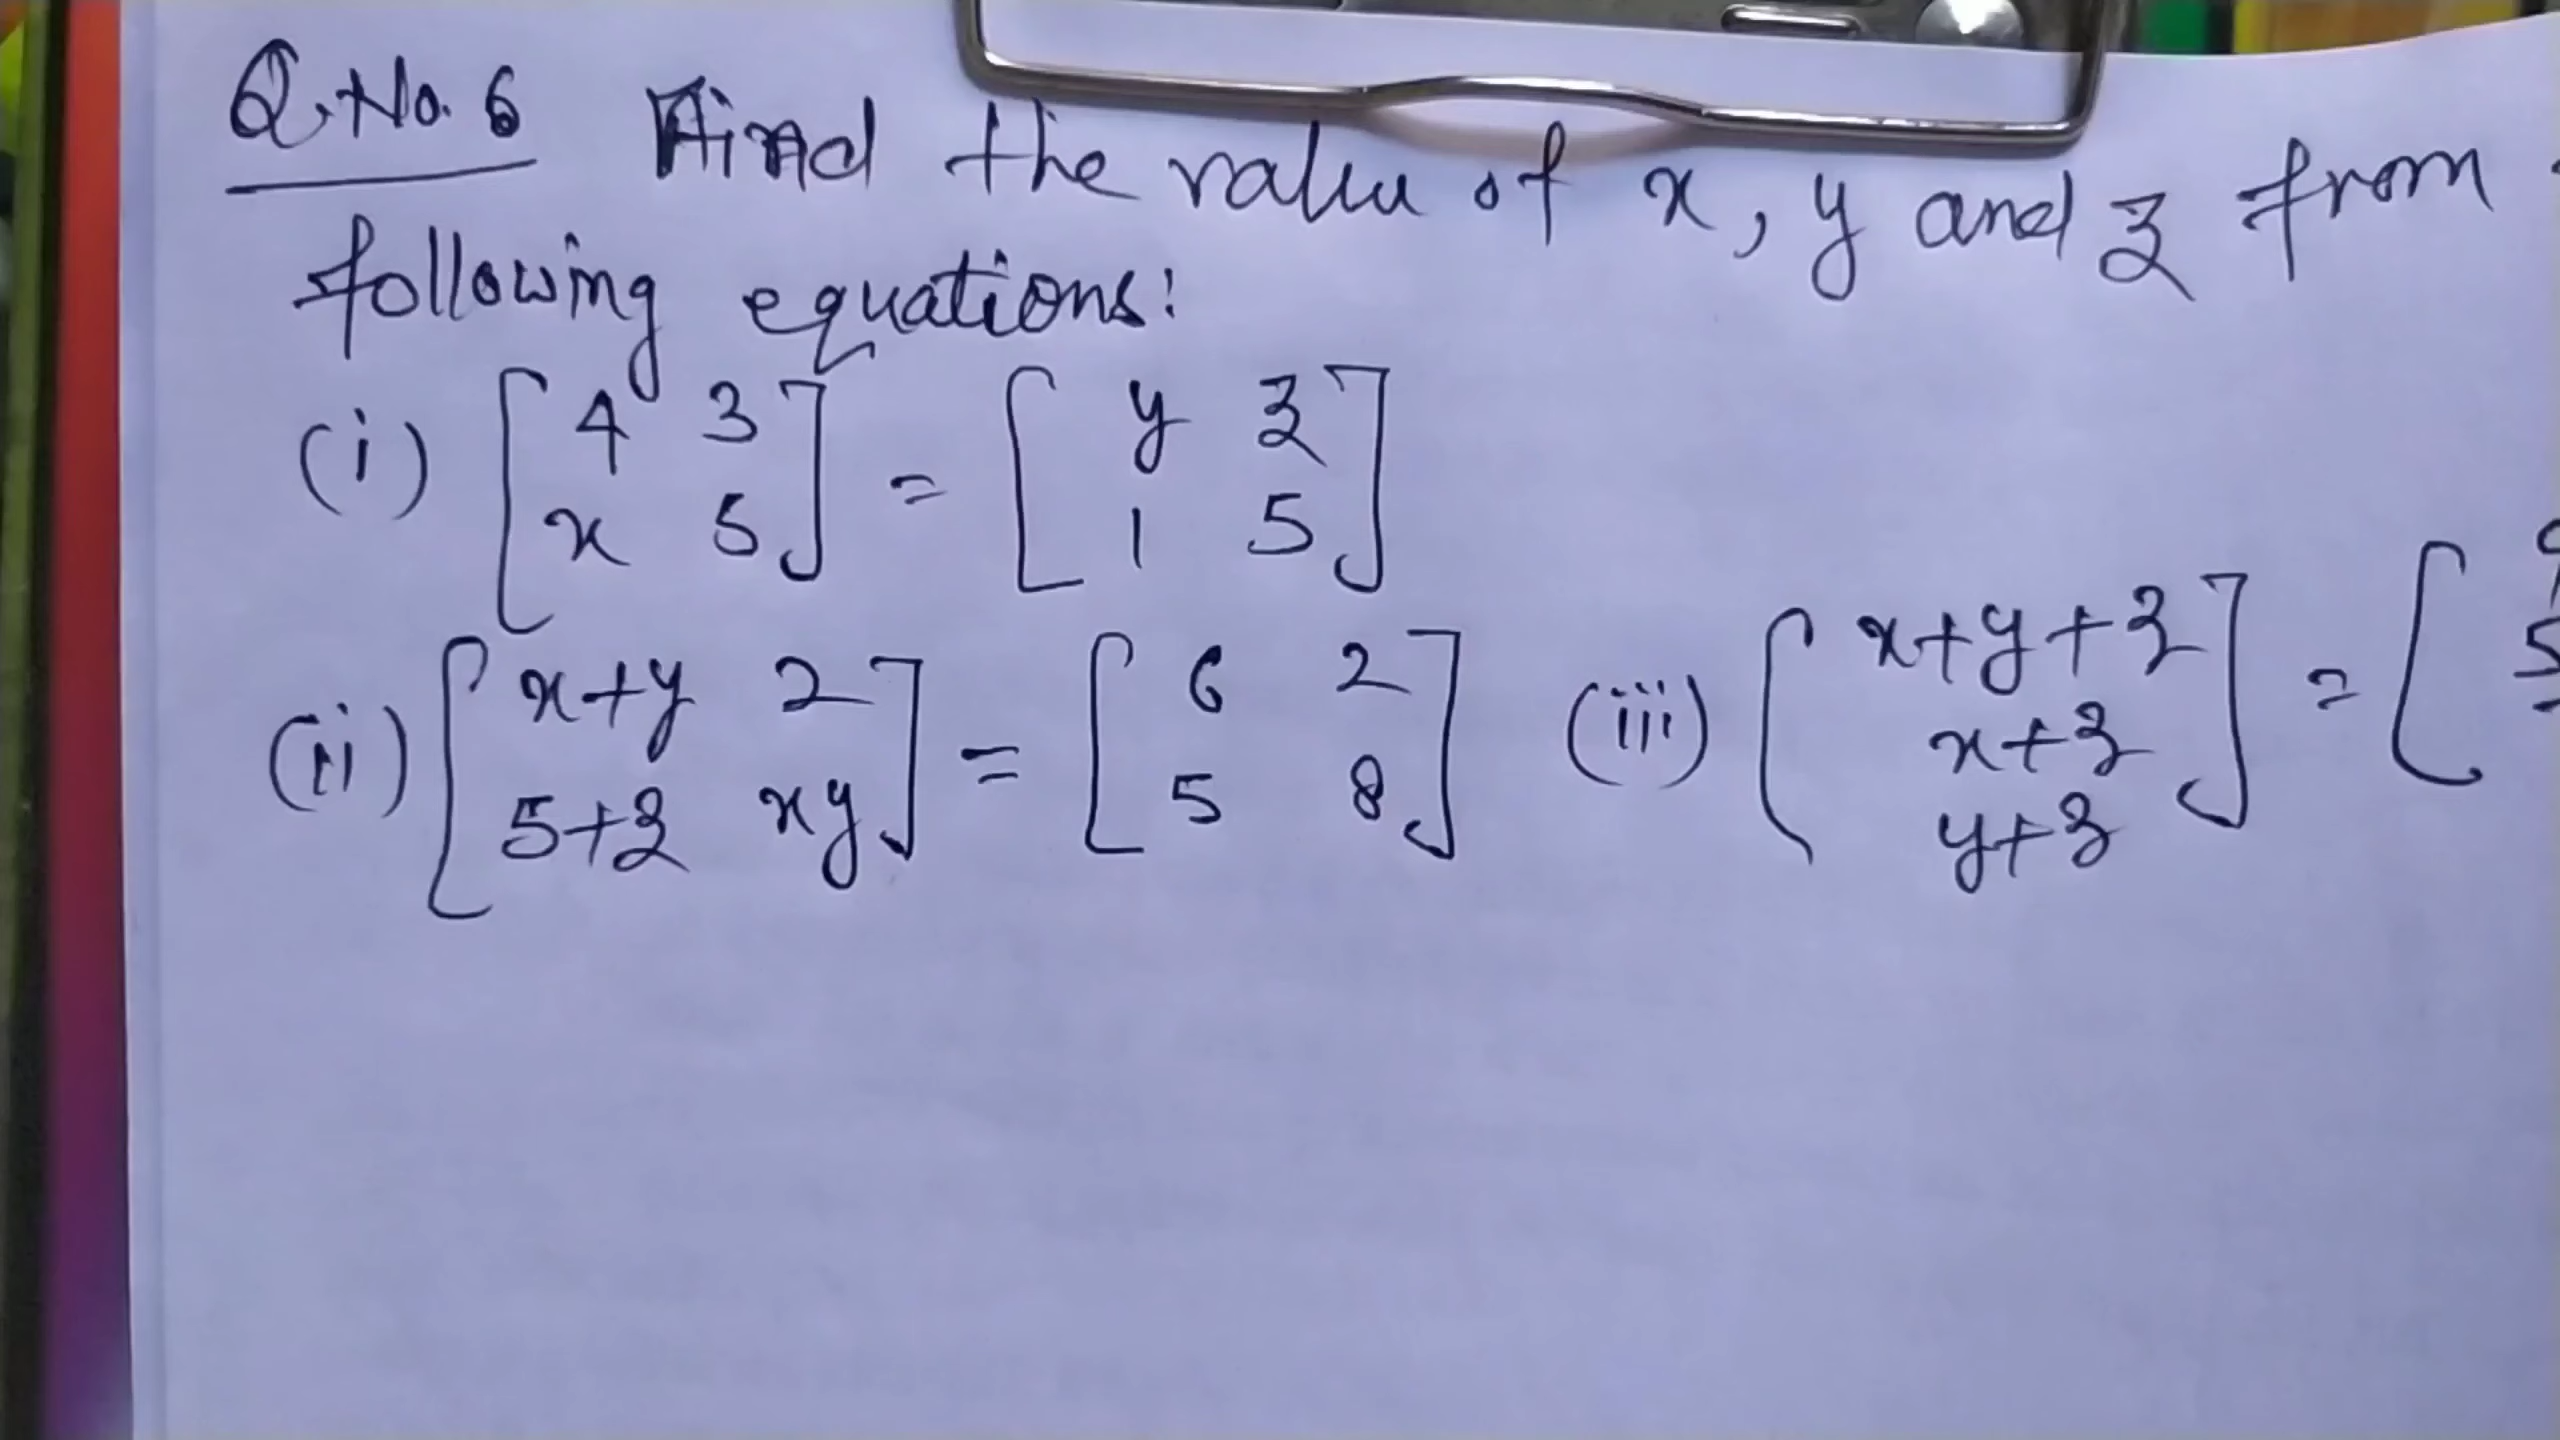 Q.No. 6 Find the value of x, y and z from
following equations:
(i) [4 3] = [y z]
[x 5] [1 5]
(ii) [x+y 2] = [6 2] (iii) [x+y+z] = [
[5+z xy] [5 8] [x+z] 5
[y+z]